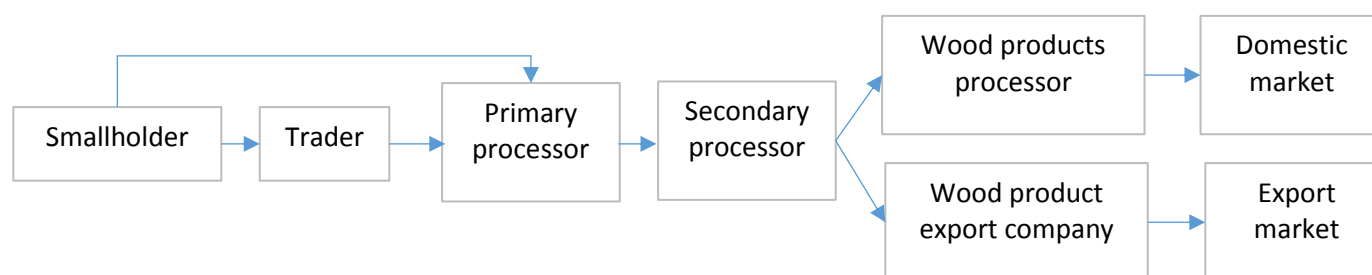 Smallholder
Trader
Primary
processor
Secondary
processor
Wood products
processor
Domestic
market
Wood product
export company
Export
market